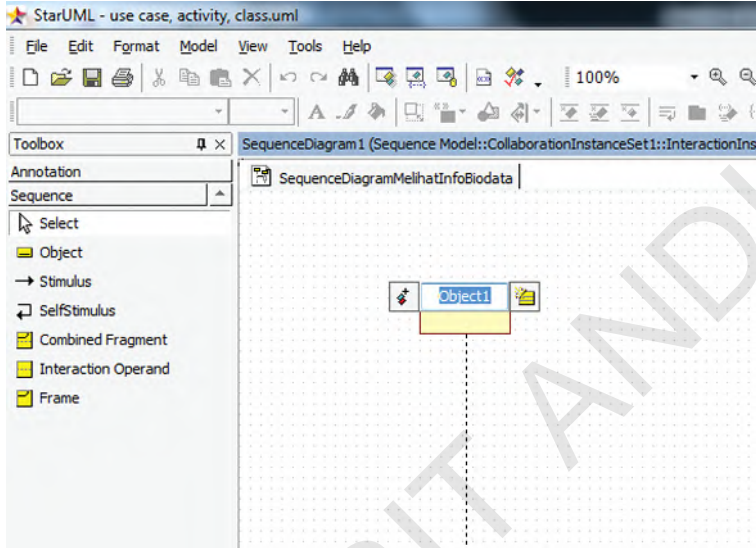 StarUML - use case, activity, class.uml
File Edit Format Model View Tools Help
100%
Toolbox
SequenceDiagram1 (Sequence Model::CollaborationInstanceSet1::InteractionIns
Annotation
SequenceDiagramMelihatInfoBiodata
Sequence
Select
Object
Stimulus
Object1
SelfStimulus
Combined Fragment
Interaction Operand
Frame